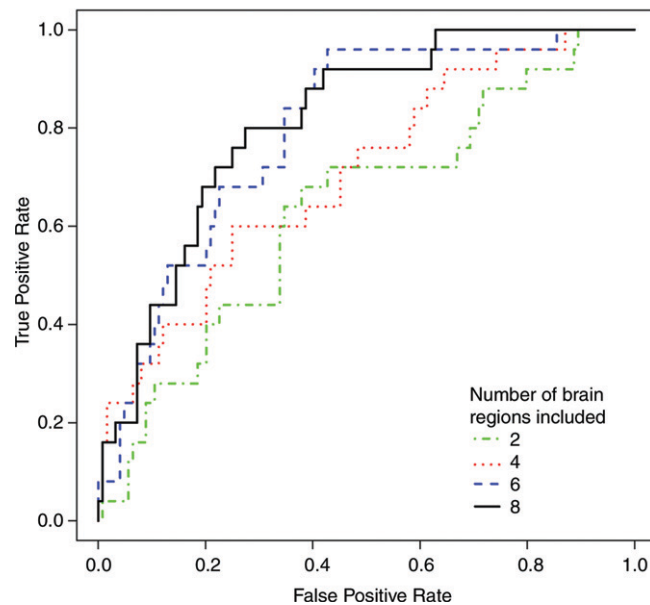 1.0
0.8
0.6
0.4
0.2
0.0
True Positive Rate
Number of brain
regions included
2
4
6
8
0.0 0.2 0.4 0.6 0.8 1.0
False Positive Rate